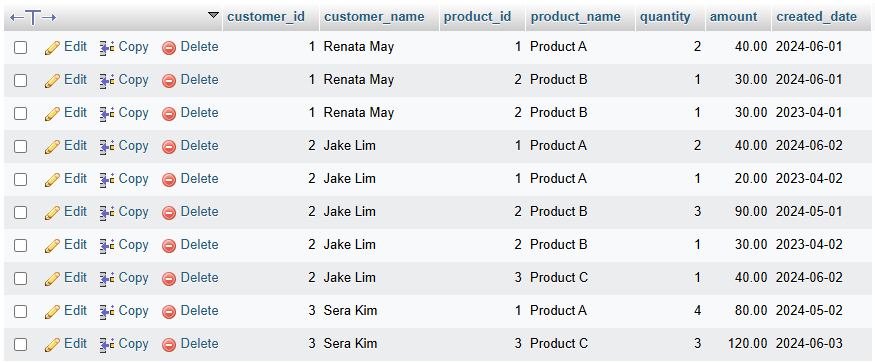 customer_id customer_name product_id product_name quantity amount created_date
Edit Copy Delete 1 Renata May 1 Product A 2 40.00 2024-06-01
Edit Copy Delete 1 Renata May 2 Product B 1 30.00 2024-06-01
Edit Copy Delete 1 Renata May 2 Product B 1 30.00 2023-04-01
Edit Copy Delete 2 Jake Lim 1 Product A 2 40.00 2024-06-02
Edit Copy Delete 2 Jake Lim 1 Product A 1 20.00 2023-04-02
Edit Copy Delete 2 Jake Lim 2 Product B 3 90.00 2024-05-01
Edit Copy Delete 2 Jake Lim 2 Product B 1 30.00 2023-04-02
Edit Copy Delete 2 Jake Lim 3 Product C 1 40.00 2024-06-02
Edit Copy Delete 3 Sera Kim 1 Product A 4 80.00 2024-05-02
Edit Copy Delete 3 Sera Kim 3 Product C 3 120.00 2024-06-03